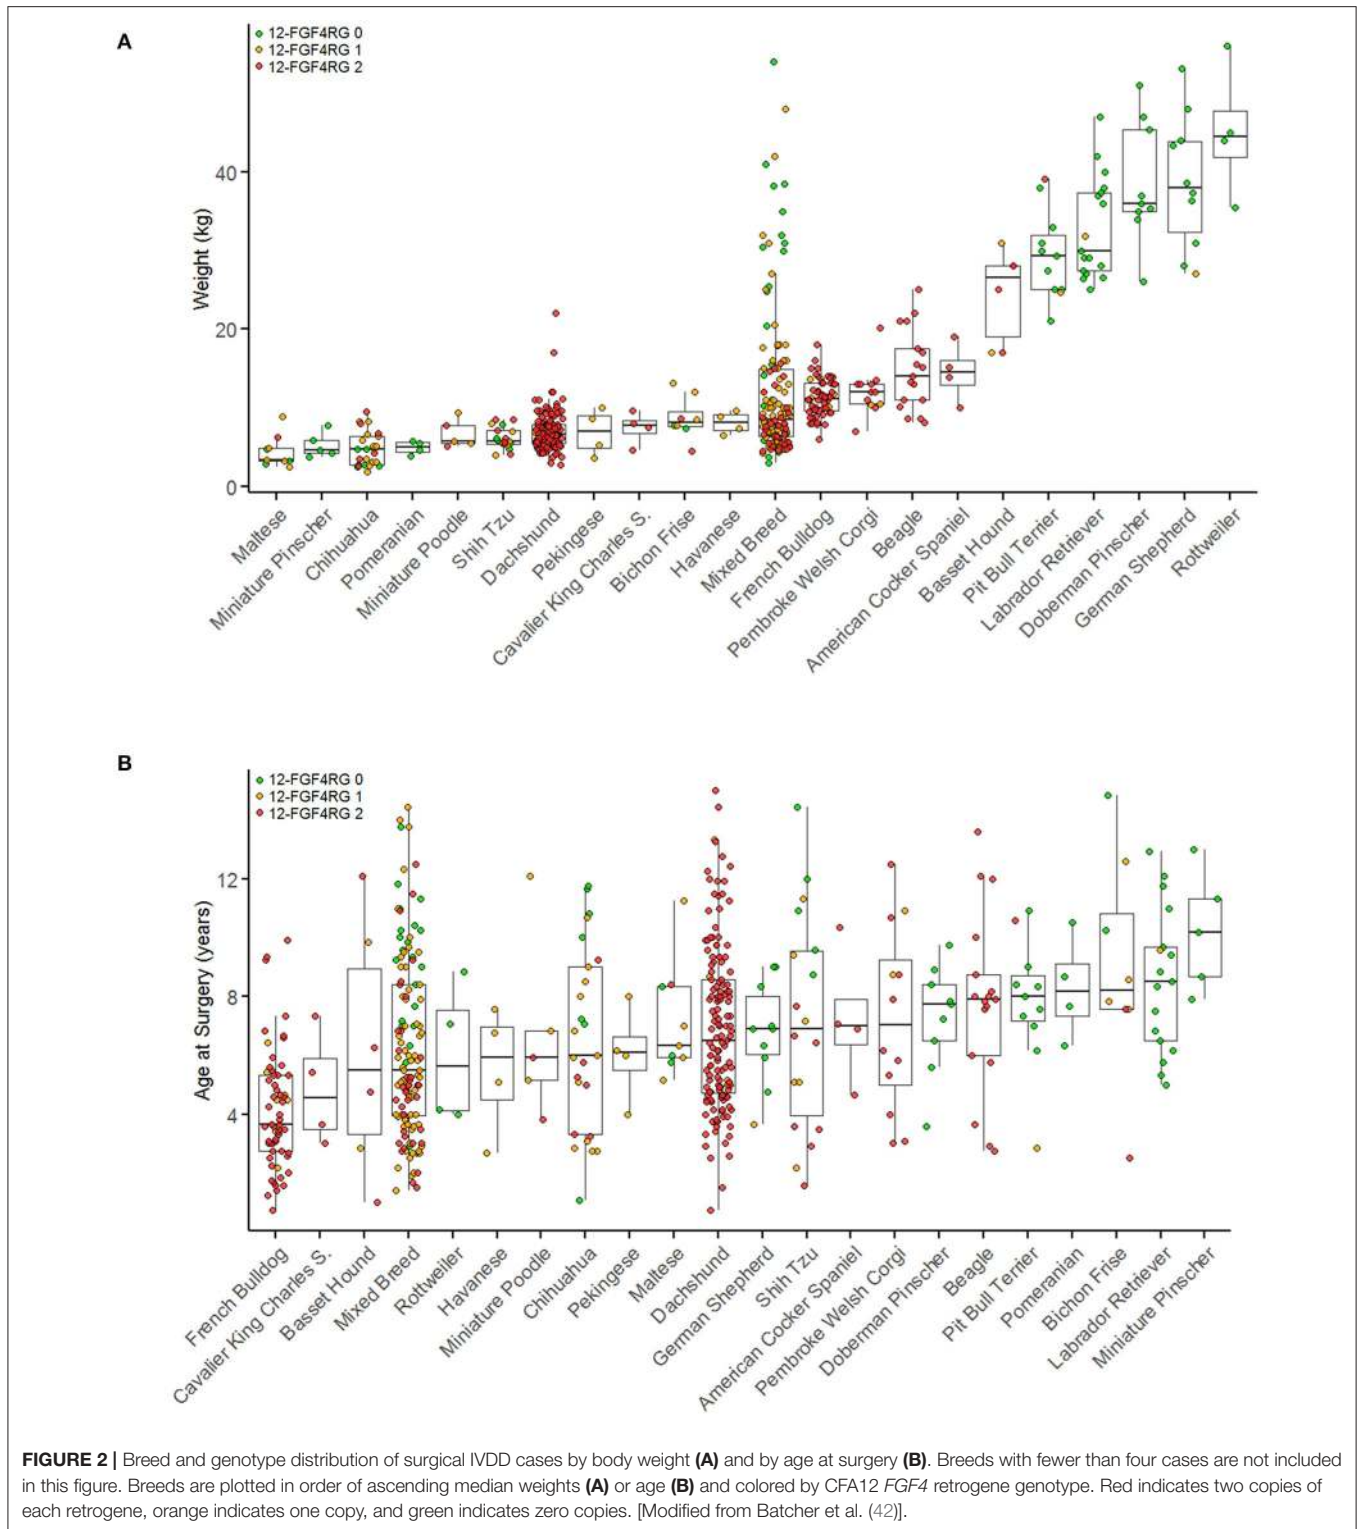 A
12-FGF4RG 0
12-FGF4RG 1
12-FGF4RG 2
Weight (kg)
40
20
0
Maltese
Miniature Pinscher
Chihuahua
Pomeranian
Miniature Poodle
Shih Tzu
Dachshund
Pekingese
Cavalier King Charles S.
Bichon Frise
Havanese
Mixed Breed
French Bulldog
Pembroke Welsh Corgi
Beagle
American Cocker Spaniel
Basset Hound
Pit Bull Terrier
Labrador Retriever
Doberman Pinscher
German Shepherd
Rottweiler
B
12-FGF4RG 0
12-FGF4RG 1
12-FGF4RG 2
Age at Surgery (years)
12
8
4
French Bulldog
Cavalier King Charles S.
Basset Hound
Mixed Breed
Rottweiler
Havanese
Miniature Poodle
Chihuahua
Pekingese
Maltese
Dachshund
German Shepherd
Shih Tzu
American Cocker Spaniel
Pembroke Welsh Corgi
Doberman Pinscher
Beagle
Pit Bull Terrier
Pomeranian
Bichon Frise
Labrador Retriever
Miniature Pinscher
FIGURE 2 | Breed and genotype distribution of surgical IVDD cases by body weight (A) and by age at surgery (B). Breeds with fewer than four cases are not included
in this figure. Breeds are plotted in order of ascending median weights (A) or age (B) and colored by CFA12 FGF4 retrogene genotype. Red indicates two copies of
each retrogene, orange indicates one copy, and green indicates zero copies. [Modified from Batcher et al. (42)].